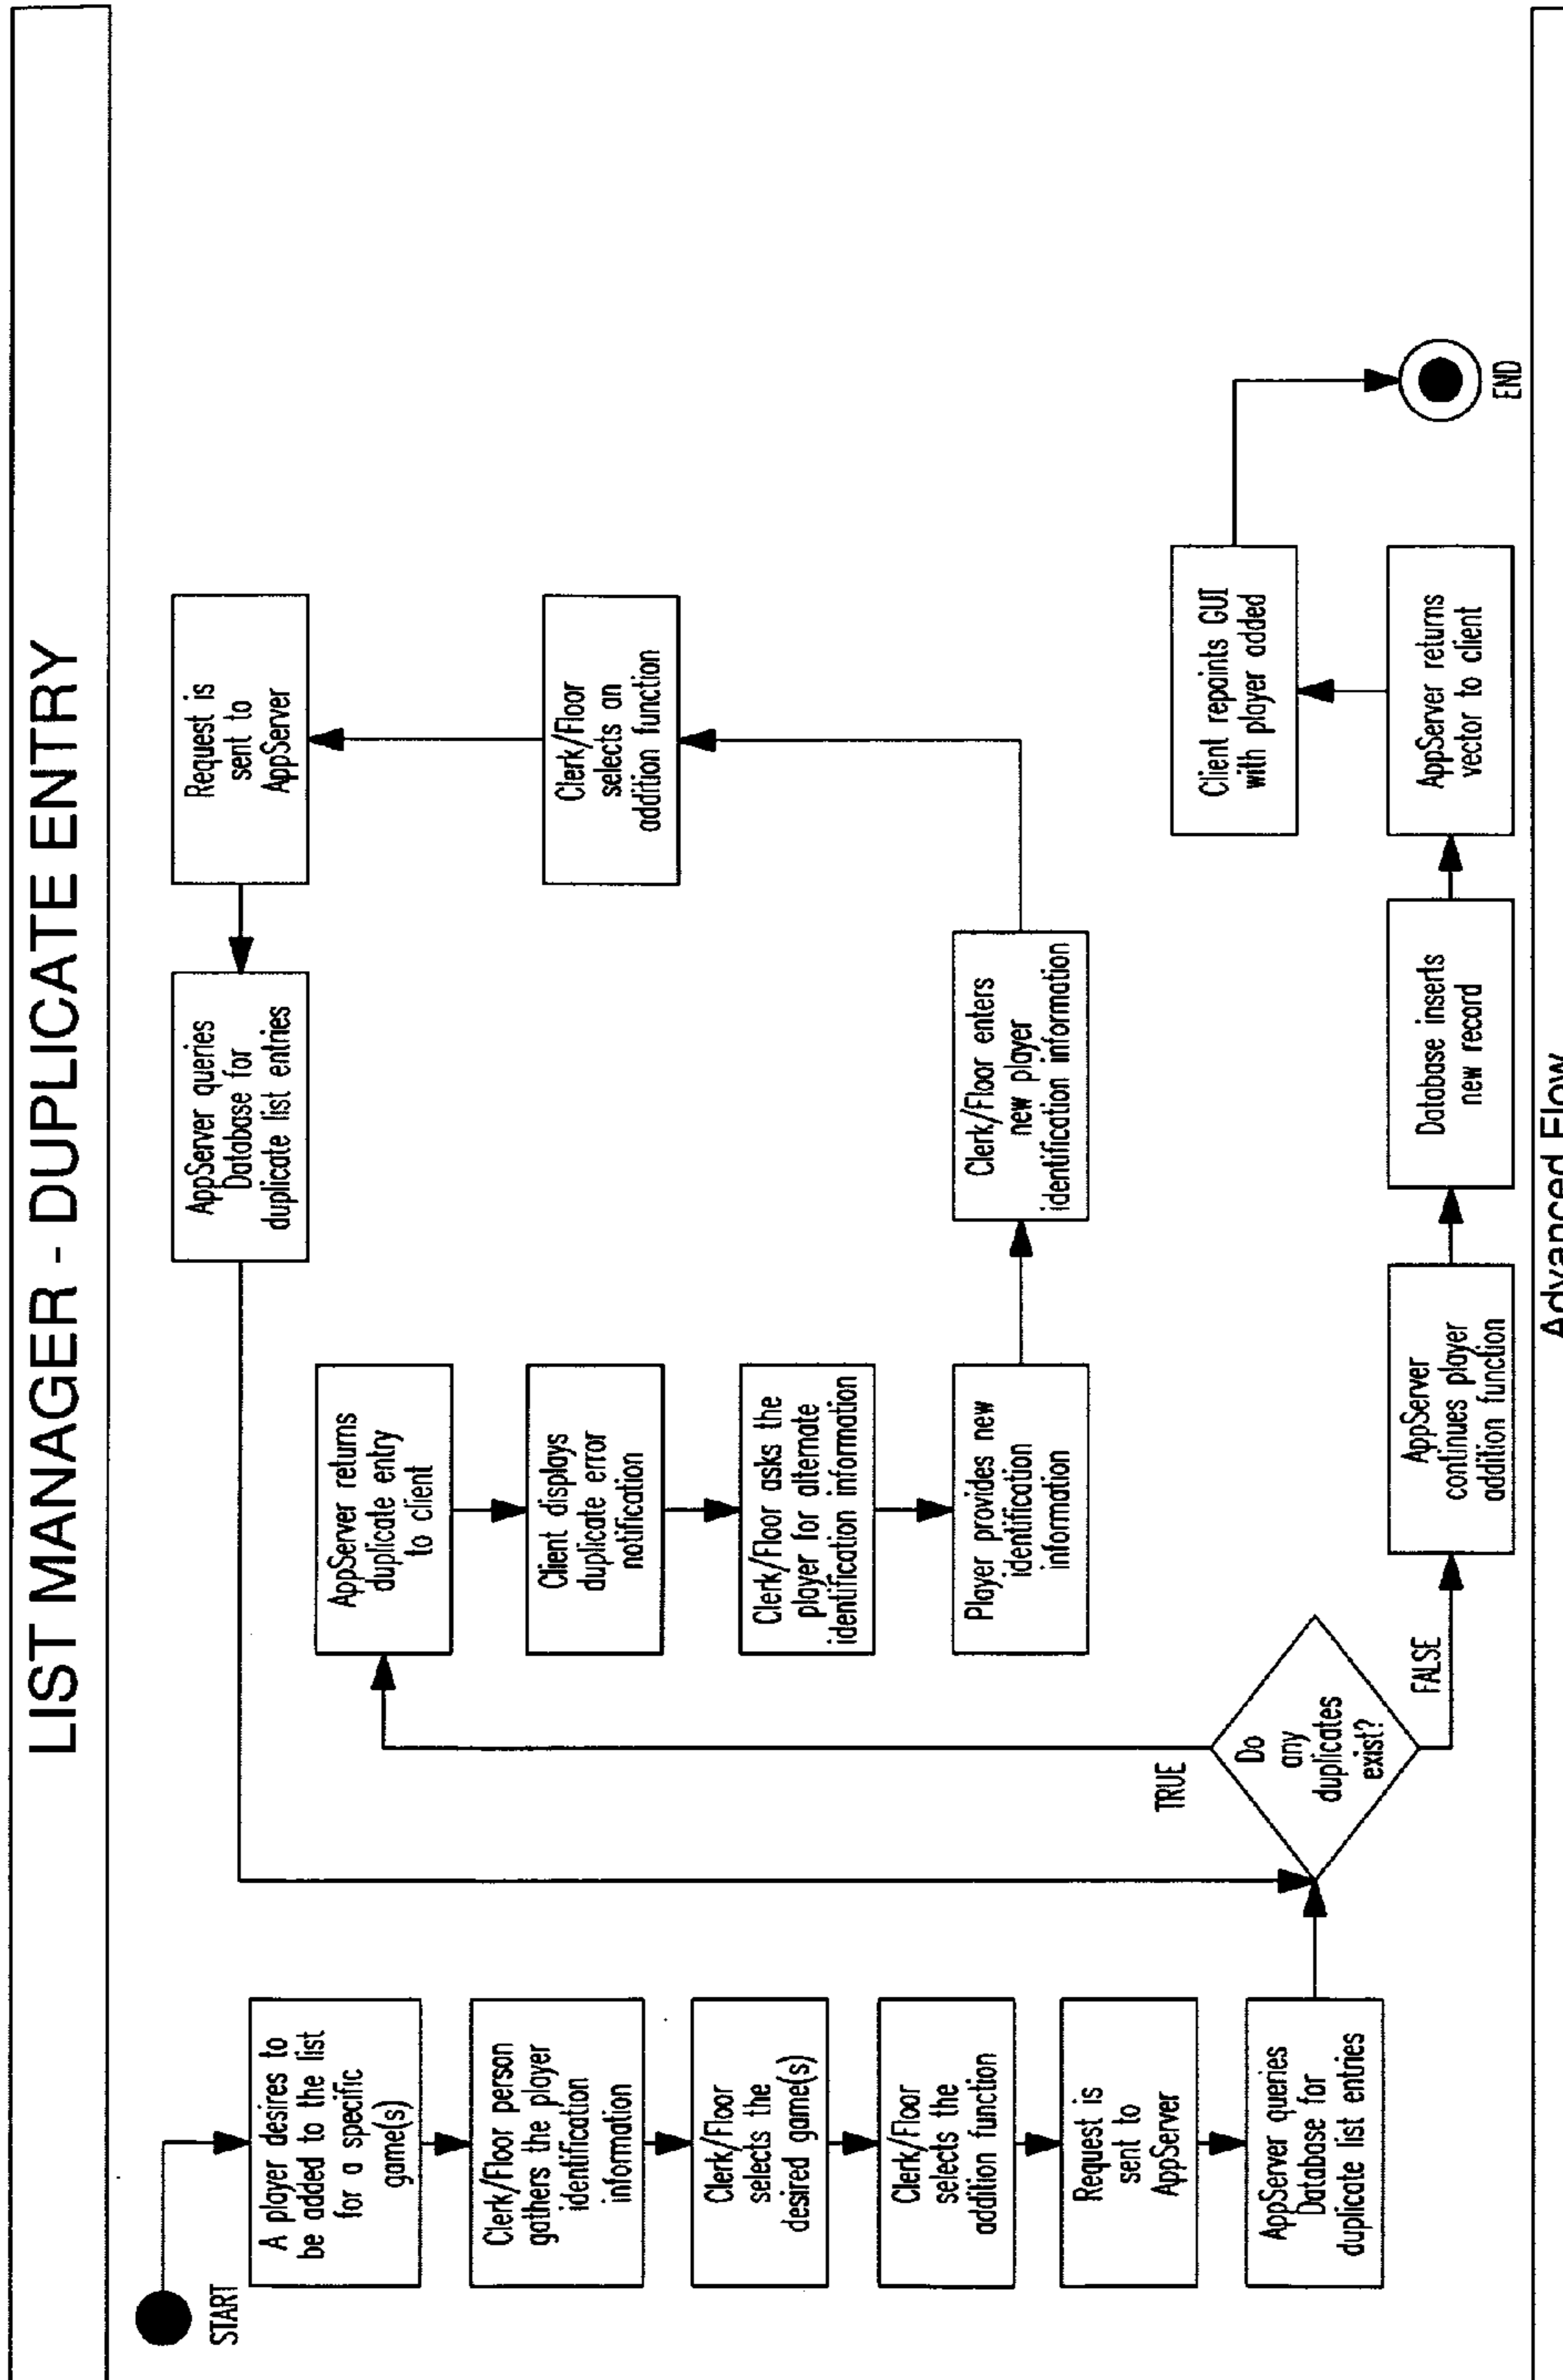 LIST MANAGER - DUPLICATE ENTRY
START
A player desires to
be added to the list
for a specific
game(s)
Clerk/Floor person
gathers the player
identification
information
Clerk/Floor
selects the
desired game(s)
Clerk/Floor
selects the
addition function
Request is
sent to
AppServer
AppServer queries
Database for
duplicate list entries
Do
any
duplicates
exist?
TRUE
FALSE
AppServer returns
duplicate entry
to client
Client displays
duplicate error
notification
Clerk/Floor asks the
player for alternate
identification information
Player provides new
identification
information
Clerk/Floor enters
new player
identification information
Clerk/Floor
selects an
addition function
Request is
sent to
AppServer
AppServer queries
Database for
duplicate list entries
AppServer
continues player
addition function
Database inserts
new record
AppServer returns
vector to client
Client repaints GUI
with player added
END
Advanced Flow